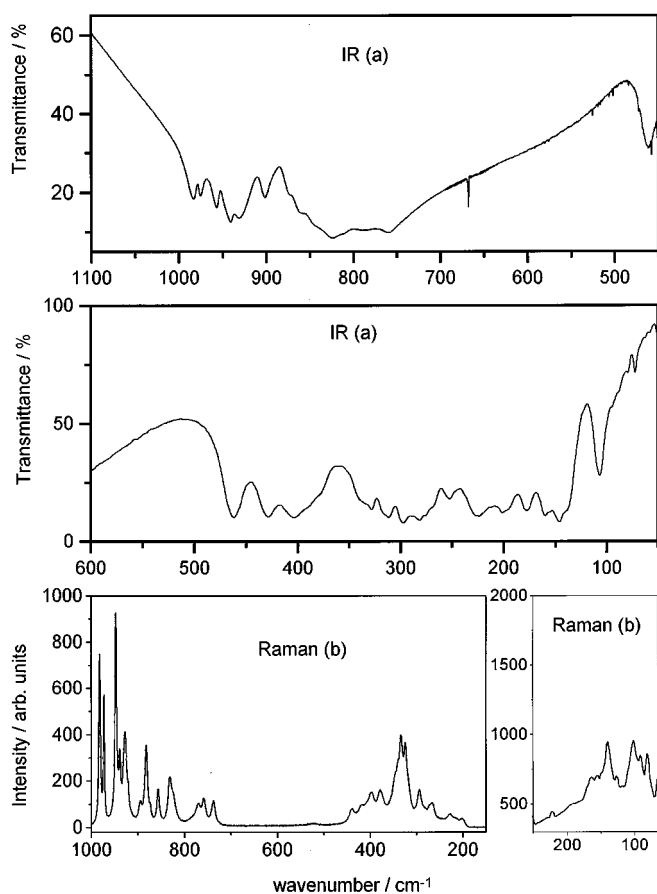 Transmittance / %
60
40
20
IR (a)
1100 1000 900 800 700 600 500
Transmittance / %
100
50
0
IR (a)
600 500 400 300 200 100
Intensity / arb. units
1000
800
600
400
200
0
Raman (b)
1000 800 600 400 200
2000
1500
1000
500
Raman (b)
200 100
wavenumber / cm-1